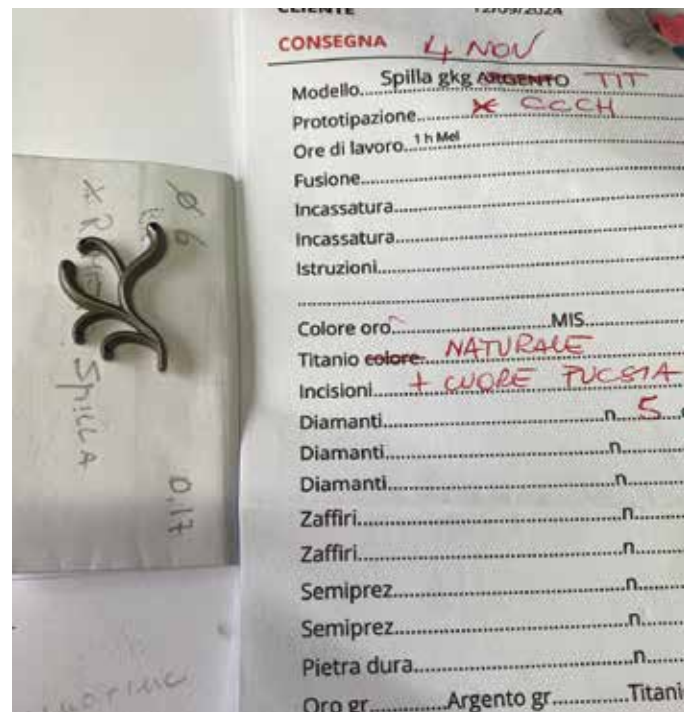 CLIENTE 12/09/2024
CONSEGNA 4 NOV
Modello.....Spilla gkg ARGENTO TIT
Prototipazione..........CCCH
Ore di lavoro..1 h Mel
Fusione
Incassatura
Incassatura
Istruzioni
Colore oro..........MIS
Titanio colore: NATURALE
Incisioni....+ CUORE FUCSIA
Diamanti..........n.....5
Diamanti..........n
Diamanti..........n
Zaffiri..........n
Zaffiri..........n
Semiprez..........n
Semiprez..........n
Pietra dura..........n
Oro gr..........Argento gr..........Titani
Ø 6
SPILLA
0.17